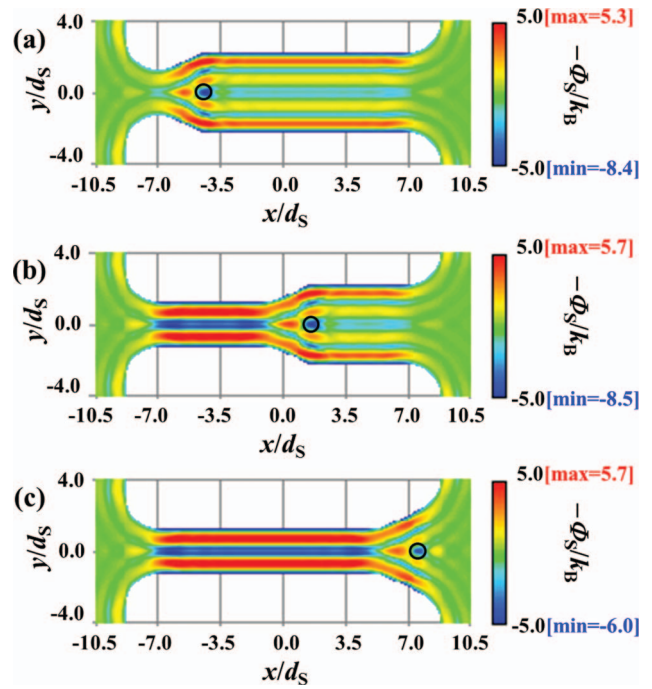 (a)
4.0
0.0
-4.0
y/dS
-10.5 -7.0 -3.5 0.0 3.5 7.0 10.5
x/dS
5.0[max=5.3]
−ΦS/kB
-5.0[min=-8.4]
(b)
4.0
0.0
-4.0
y/dS
-10.5 -7.0 -3.5 0.0 3.5 7.0 10.5
x/dS
5.0[max=5.7]
−ΦS/kB
-5.0[min=-8.5]
(c)
4.0
0.0
-4.0
y/dS
-10.5 -7.0 -3.5 0.0 3.5 7.0 10.5
x/dS
5.0[max=5.7]
−ΦS/kB
-5.0[min=-6.0]